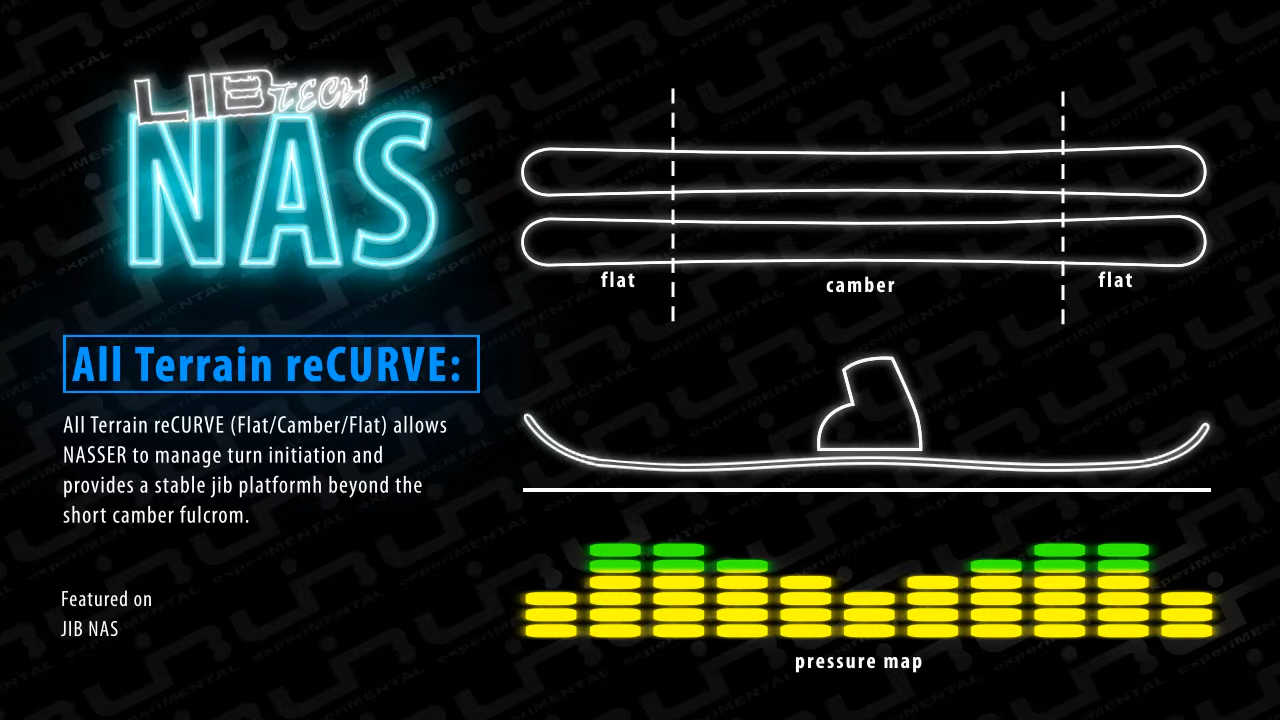 LIB TECH
NAS
flat
camber
flat
All Terrain reCURVE:
All Terrain reCURVE (Flat/Camber/Flat) allows
NASSER to manage turn initiation and
provides a stable jib platformh beyond the
short camber fulcrom.
Featured on
JIB NAS
pressure map